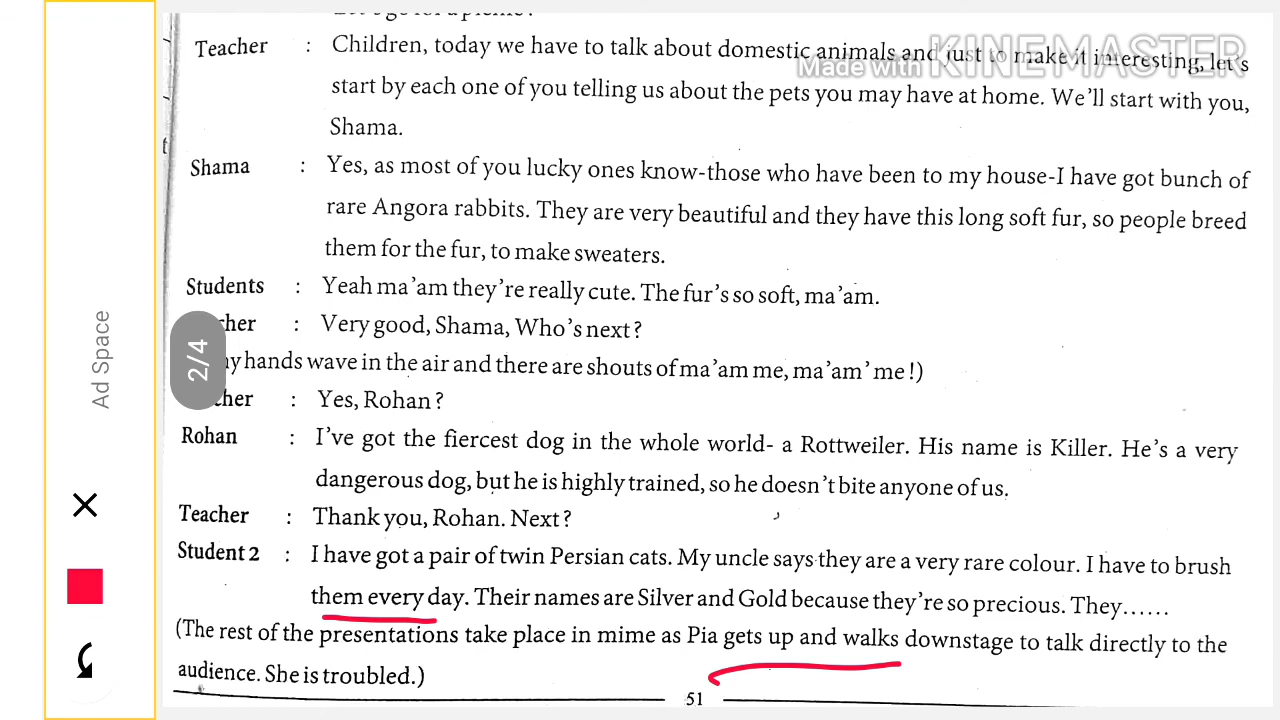 Teacher : Children, today we have to talk about domestic animals and just to make it interesting, let's
Made with KINEMASTER
start by each one of you telling us about the pets you may have at home. We'll start with you,
Shama.
Shama : Yes, as most of you lucky ones know-those who have been to my house-I have got bunch of
rare Angora rabbits. They are very beautiful and they have this long soft fur, so people breed
them for the fur, to make sweaters.
Students : Yeah ma'am they're really cute. The fur's so soft, ma'am.
cher : Very good, Shama, Who's next?
y hands wave in the air and there are shouts of ma'am me, ma'am' me!)
cher : Yes, Rohan?
Rohan : I've got the fiercest dog in the whole world- a Rottweiler. His name is Killer. He's a very
dangerous dog, but he is highly trained, so he doesn't bite anyone of us.
Teacher : Thank you, Rohan. Next?
Student 2 : I have got a pair of twin Persian cats. My uncle says they are a very rare colour. I have to brush
them every day. Their names are Silver and Gold because they're so precious. They......
(The rest of the presentations take place in mime as Pia gets up and walks downstage to talk directly to the
audience. She is troubled.)
51
Ad Space
2/4